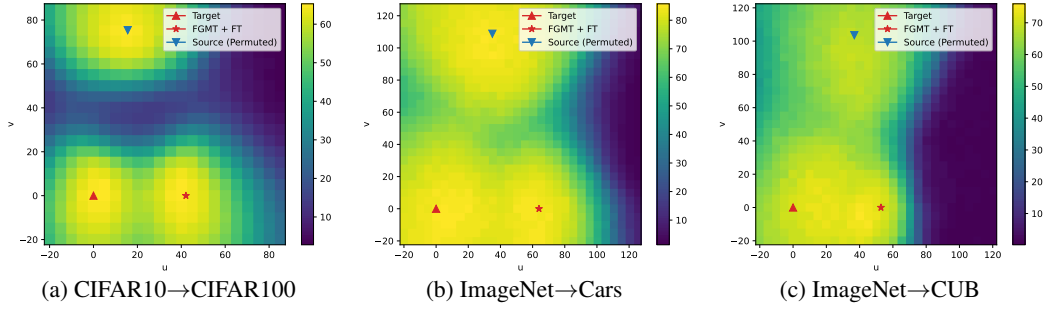 Target
FGMT + FT
Source (Permuted)
80
60
40
20
0
−20
v
−20 0 20 40 60 80
u
60
50
40
30
20
10
(a) CIFAR10→CIFAR100
Target
FGMT + FT
Source (Permuted)
120
100
80
60
40
20
0
−20
v
−20 0 20 40 60 80 100 120
u
80
70
60
50
40
30
20
10
(b) ImageNet→Cars
Target
FGMT + FT
Source (Permuted)
120
100
80
60
40
20
0
−20
v
−20 0 20 40 60 80 100 120
u
70
60
50
40
30
20
10
(c) ImageNet→CUB